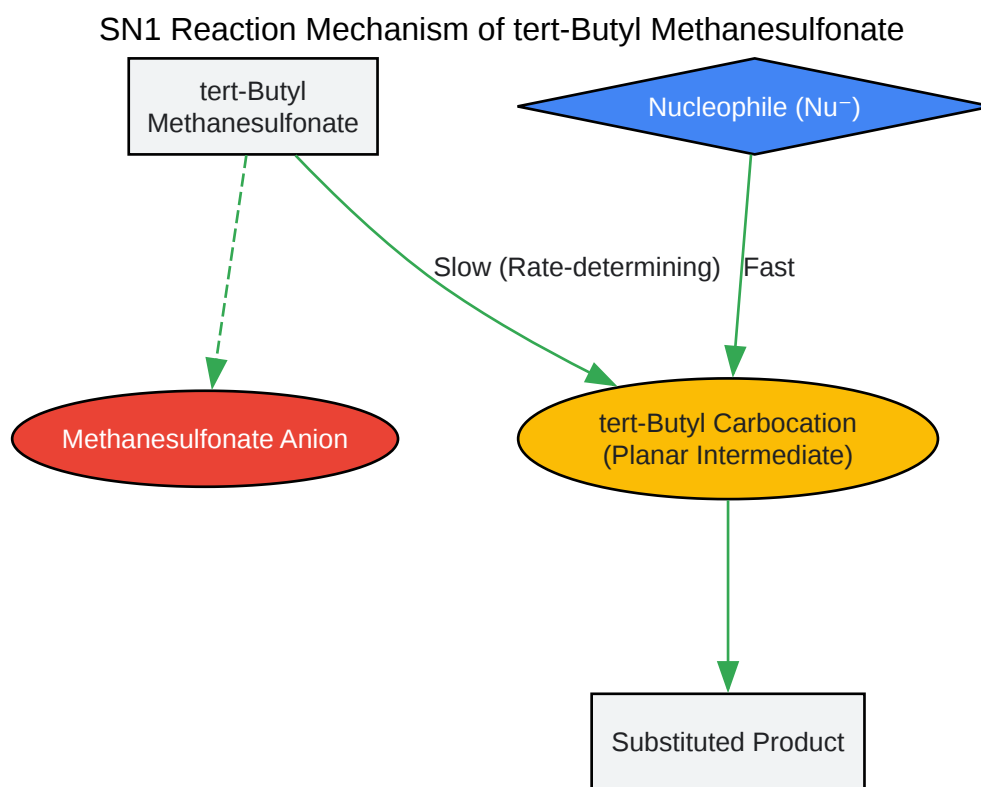 SN1 Reaction Mechanism of tert-Butyl Methanesulfonate
tert-Butyl
Methanesulfonate
Nucleophile (Nu⁻)
Slow (Rate-determining)
Fast
Methanesulfonate Anion
tert-Butyl Carbocation
(Planar Intermediate)
Substituted Product